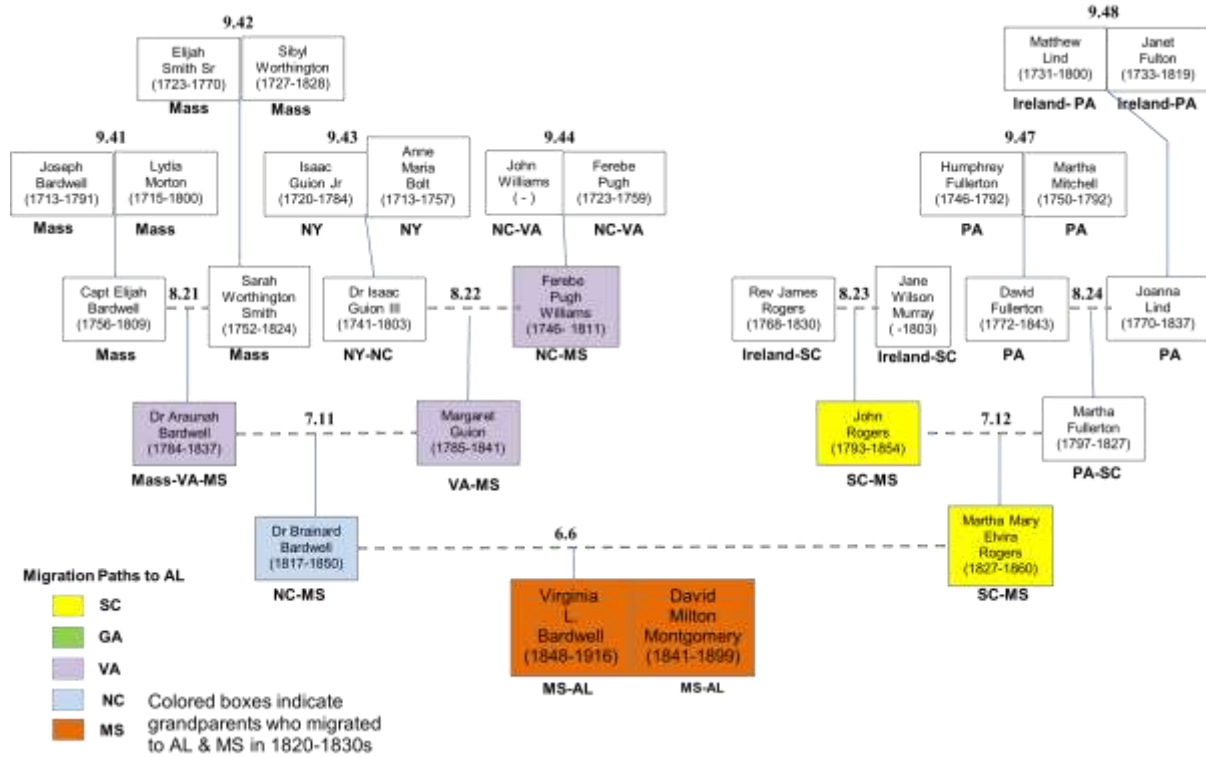 9.42
Elijah
Smith Sr
(1723-1770)
Sibyl
Worthington
(1727-1828)
Mass
Mass
9.48
Matthew
Lind
(1731-1800)
Janet
Fulton
(1733-1819)
Ireland- PA
Ireland-PA
9.41
Joseph
Bardwell
(1713-1791)
Lydia
Morton
(1715-1800)
Mass
Mass
9.43
Isaac
Guion Jr
(1720-1784)
Anne
Maria
Bolt
(1713-1757)
NY
NY
9.44
John
Williams
( - )
Ferebe
Pugh
(1723-1759)
NC-VA
NC-VA
9.47
Humphrey
Fullerton
(1746-1792)
Martha
Mitchell
(1750-1792)
PA
PA
Capt Elijah
Bardwell
(1756-1809)
8.21
Sarah
Worthington
Smith
(1752-1824)
Mass
Mass
Dr Isaac
Guion III
(1741-1803)
8.22
Ferebe
Pugh
Williams
(1746- 1811)
NY-NC
NC-MS
Rev James
Rogers
(1768-1830)
8.23
Jane
Wilson
Murray
( -1803)
Ireland-SC
Ireland-SC
David
Fullerton
(1772-1843)
8.24
Joanna
Lind
(1770-1837)
PA
PA
Dr Araunah
Bardwell
(1784-1837)
7.11
Margaret
Guion
(1785-1841)
Mass-VA-MS
VA-MS
John
Rogers
(1793-1854)
7.12
Martha
Fullerton
(1797-1827)
SC-MS
PA-SC
Dr Brainard
Bardwell
(1817-1850)
6.6
Martha Mary
Elvira
Rogers
(1827-1860)
NC-MS
SC-MS
Virginia
L.
Bardwell
(1848-1916)
David
Milton
Montgomery
(1841-1899)
MS-AL
MS-AL
Migration Paths to AL
SC
GA
VA
NC
MS
Colored boxes indicate
grandparents who migrated
to AL & MS in 1820-1830s